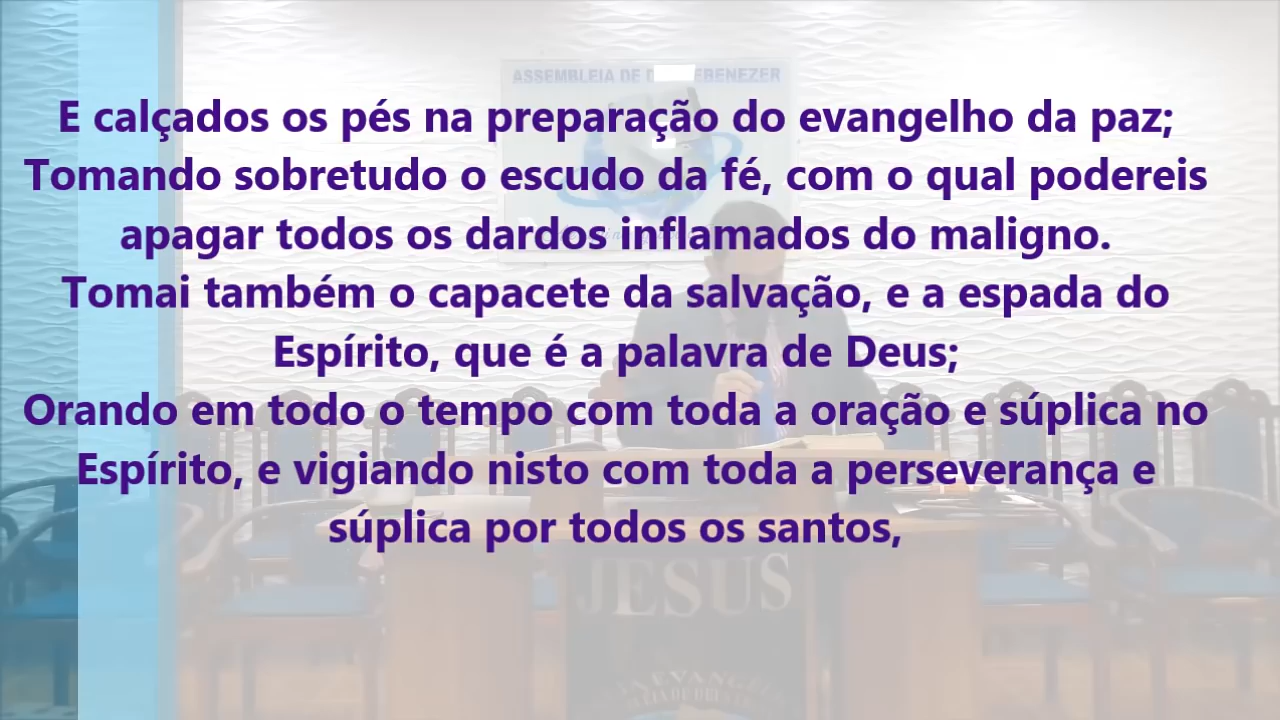 ASSEMBLEIA DE EBENEZER
E calçados os pés na preparação do evangelho da paz;
Tomando sobretudo o escudo da fé, com o qual podereis
apagar todos os dardos inflamados do maligno.
Tomai também o capacete da salvação, e a espada do
Espírito, que é a palavra de Deus;
Orando em todo o tempo com toda a oração e súplica no
Espírito, e vigiando nisto com toda a perseverança e
súplica por todos os santos,
JESUS